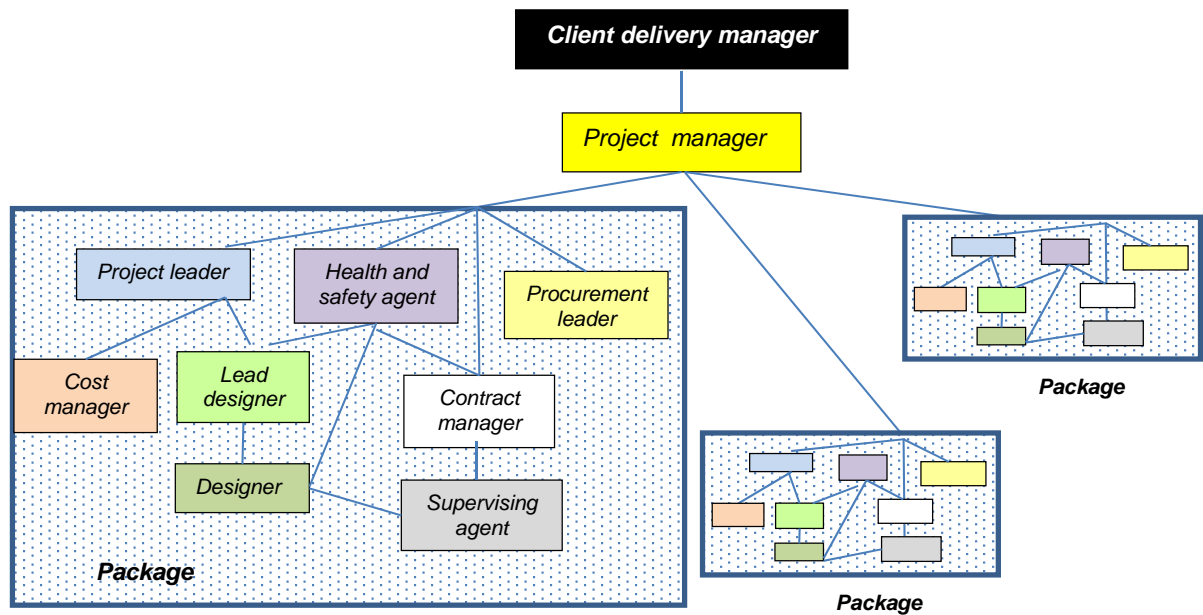 Client delivery manager
Project manager
Project leader
Health and
safety agent
Procurement
leader
Cost
manager
Lead
designer
Contract
manager
Designer
Supervising
agent
Package
Package
Package